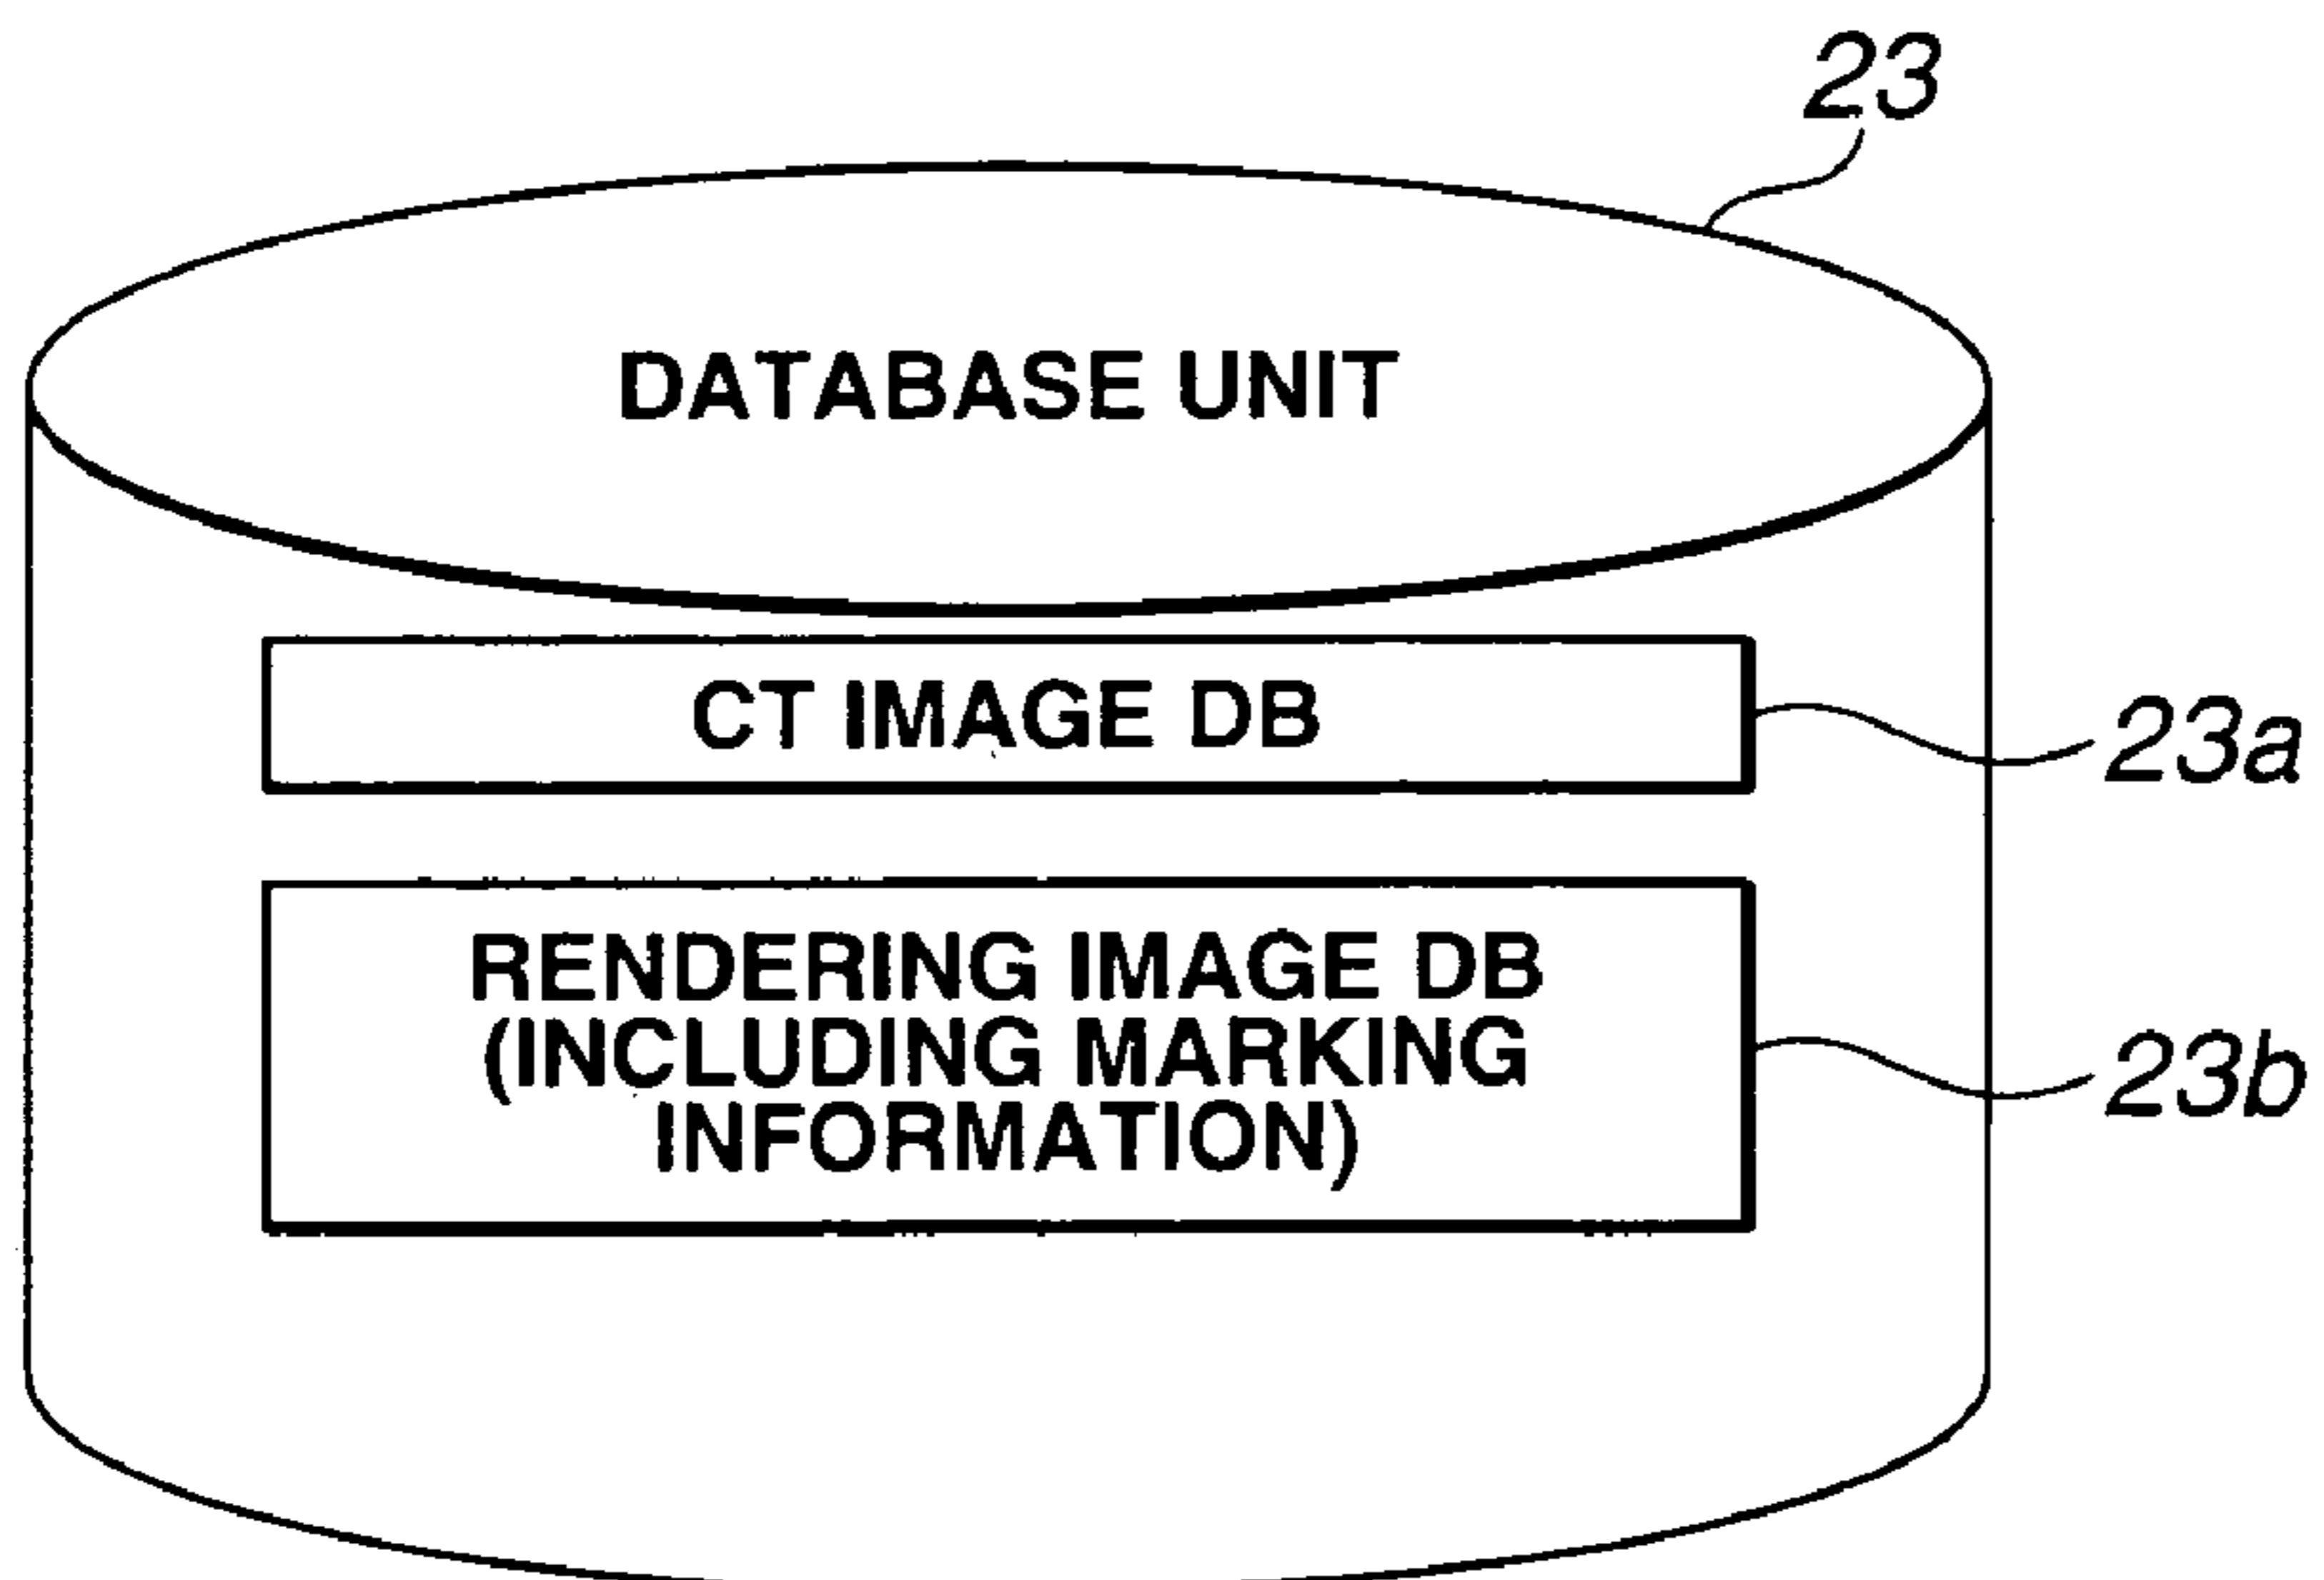 23
DATABASE UNIT
CT IMAGE DB
23a
RENDERING IMAGE DB
(INCLUDING MARKING
INFORMATION)
23b